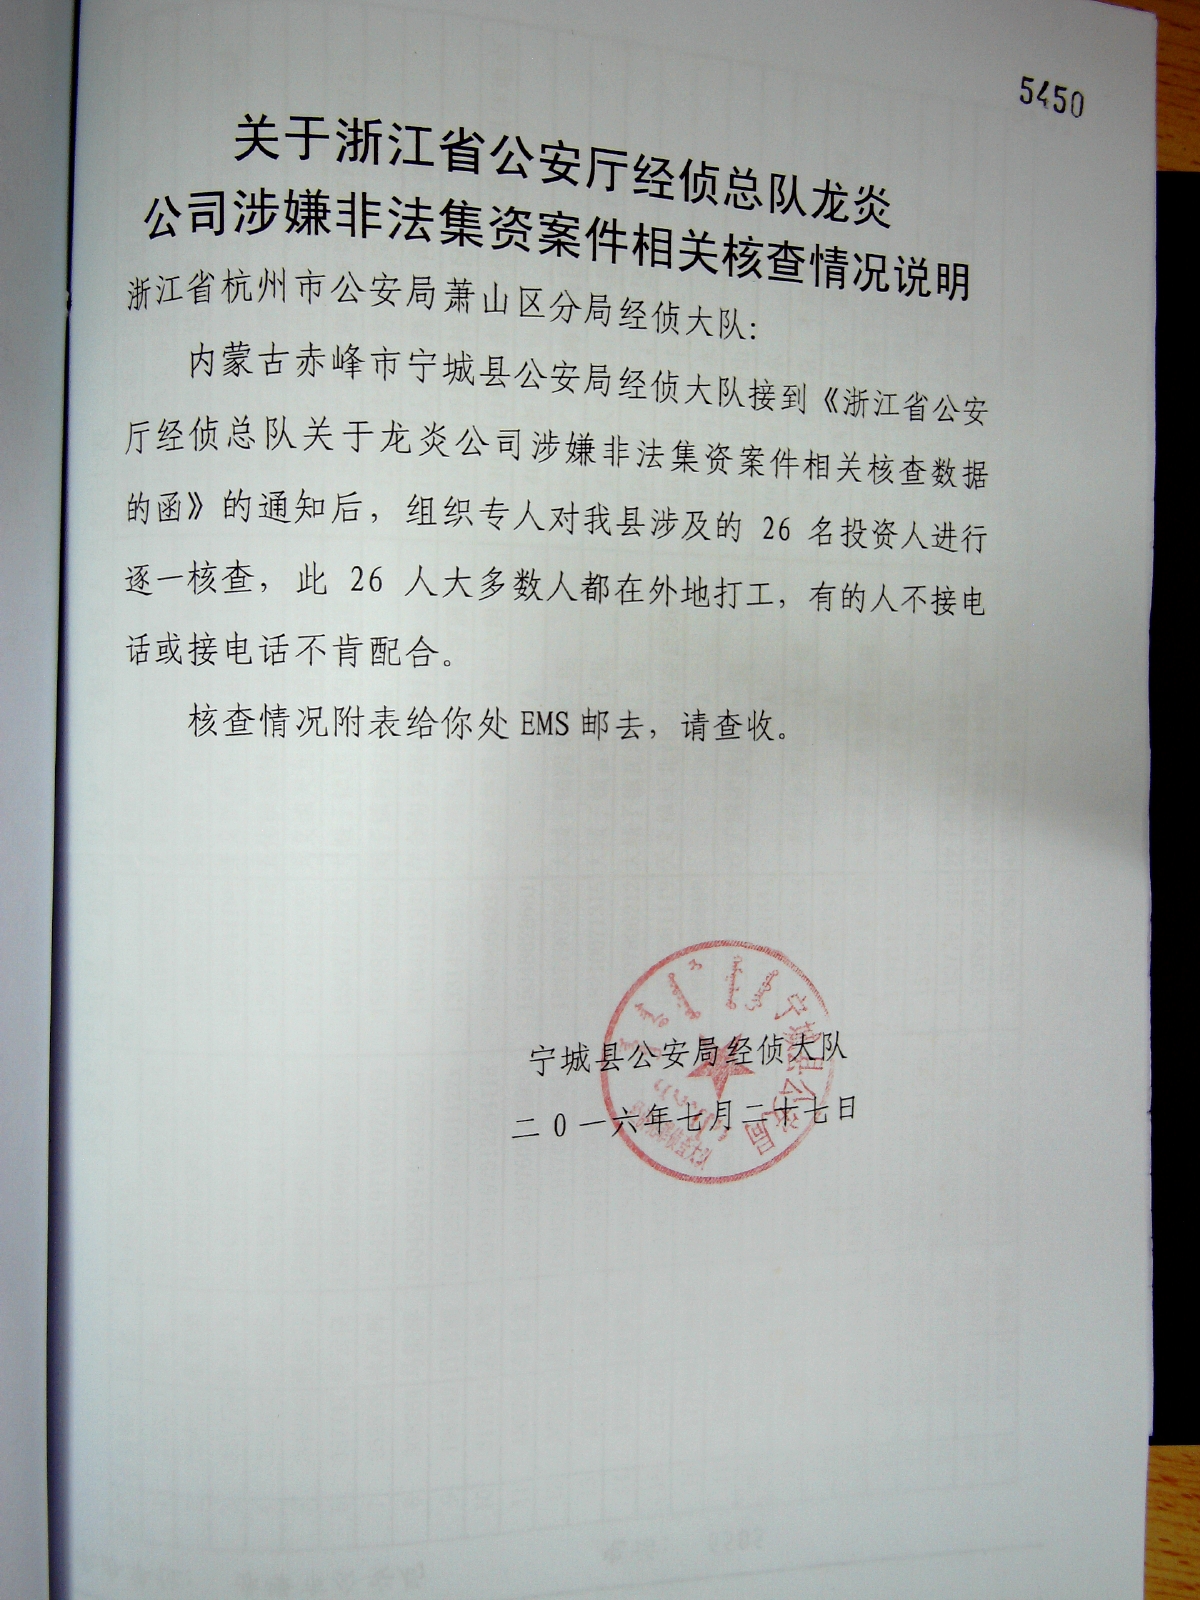 5450
关于浙江省公安厅经侦总队龙炎
公司涉嫌非法集资案件相关核查情况说明
浙江省杭州市公安局萧山区分局经侦大队:
内蒙古赤峰市宁城县公安局经侦大队接到《浙江省公安
厅经侦总队关于龙炎公司涉嫌非法集资案件相关核查数据
的函》的通知后，组织专人对我县涉及的 26 名投资人进行
逐一核查，此 26 人大多数人都在外地打工，有的人不接电
话或接电话不肯配合。
核查情况附表给你处 EMS 邮去，请查收。
宁城县公安局
宁城县公安局经侦大队
二〇一六年七月二十七日